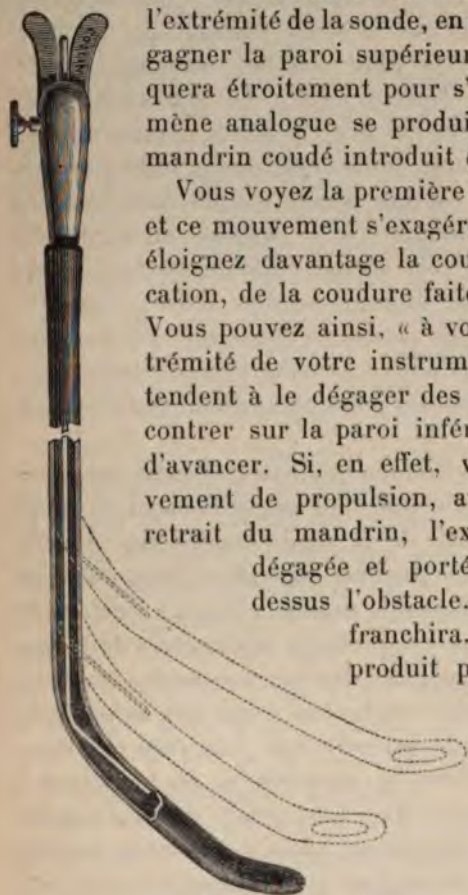 l'extrémité de la sonde, en
gagner la paroi supérieur
quera étroitement pour s'
mène analogue se produi
mandrin coudé introduit
Vous voyez la première
et ce mouvement s'exagér
éloignez davantage la cou
cation, de la coudure faite
Vous pouvez ainsi, « à vo
trémité de votre instrum
tendent à le dégager des
contrer sur la paroi infér
d'avancer. Si, en effet, v
vement de propulsion, a
retrait du mandrin, l'ex
dégagée et porté
dessus l'obstacle.
franchira.
produit p